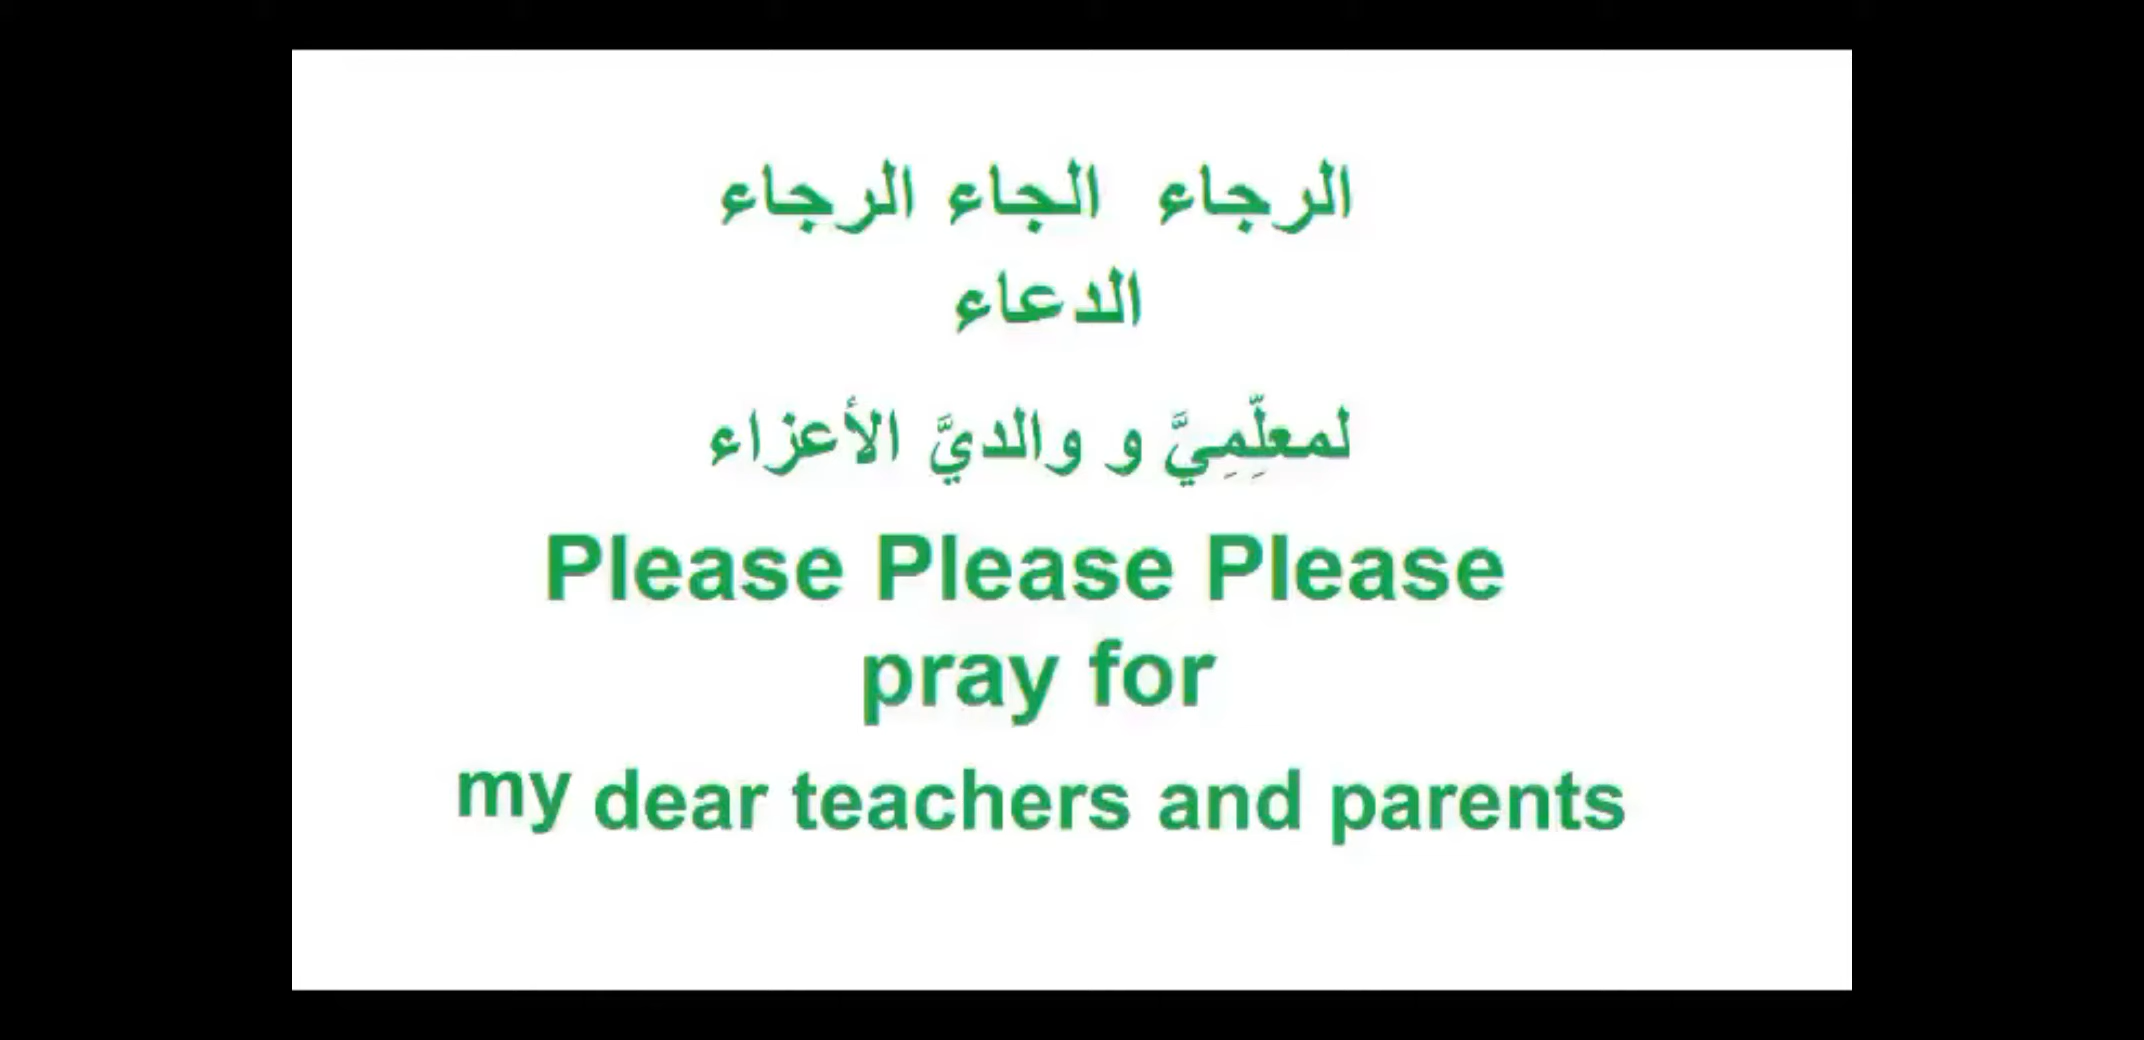 الرجاء الجاء الرجاء
الدعاء
لمعلِّمِيَّ و والديَّ الأعزاء
Please Please Please
pray for
my dear teachers and parents